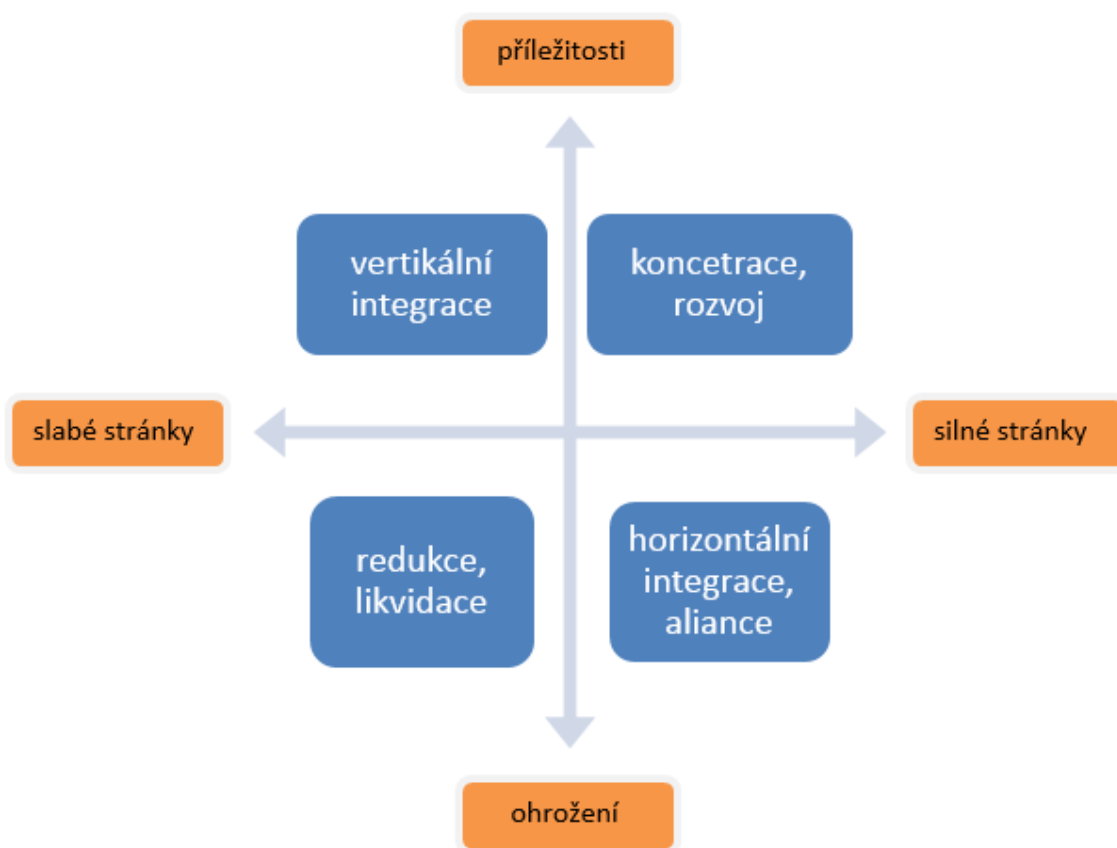 příležitosti
vertikální
integrace
koncetrace,
rozvoj
slabé stránky
silné stránky
redukce,
likvidace
horizontální
integrace,
aliance
ohrožení